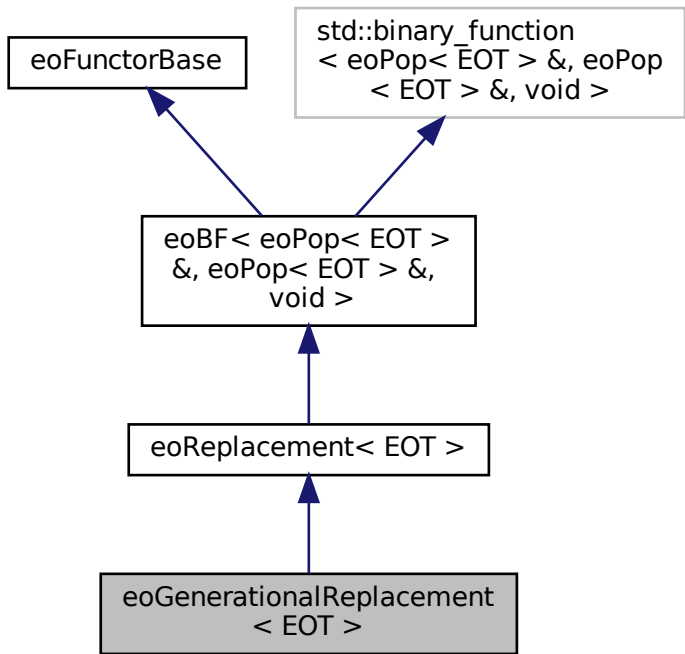 eoFunctorBase
std::binary_function
< eoPop< EOT > &, eoPop
< EOT > &, void >
eoBF< eoPop< EOT >
&, eoPop< EOT > &,
void >
eoReplacement< EOT >
eoGenerationalReplacement
< EOT >